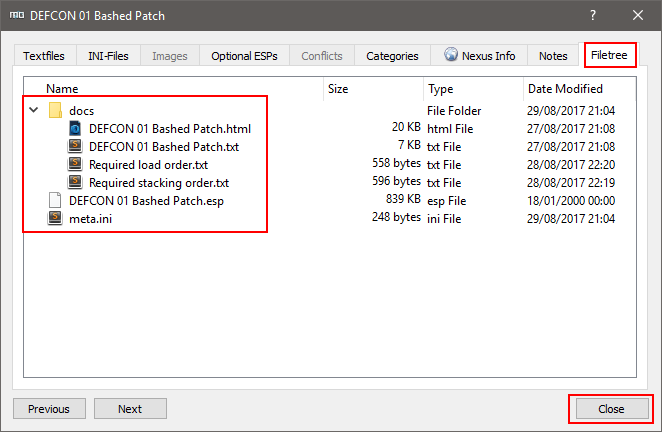 DEFCON 01 Bashed Patch
Textfiles INI-Files Images Optional ESPs Conflicts Categories Nexus Info Notes Filetree
Name Size Type Date Modified
docs File Folder 29/08/2017 21:04
DEFCON 01 Bashed Patch.html 20 KB html File 27/08/2017 21:08
DEFCON 01 Bashed Patch.txt 7 KB txt File 27/08/2017 21:08
Required load order.txt 558 bytes txt File 28/08/2017 22:20
Required stacking order.txt 596 bytes txt File 28/08/2017 22:19
DEFCON 01 Bashed Patch.esp 839 KB esp File 18/01/2000 00:00
meta.ini 248 bytes ini File 29/08/2017 21:04
Previous Next Close